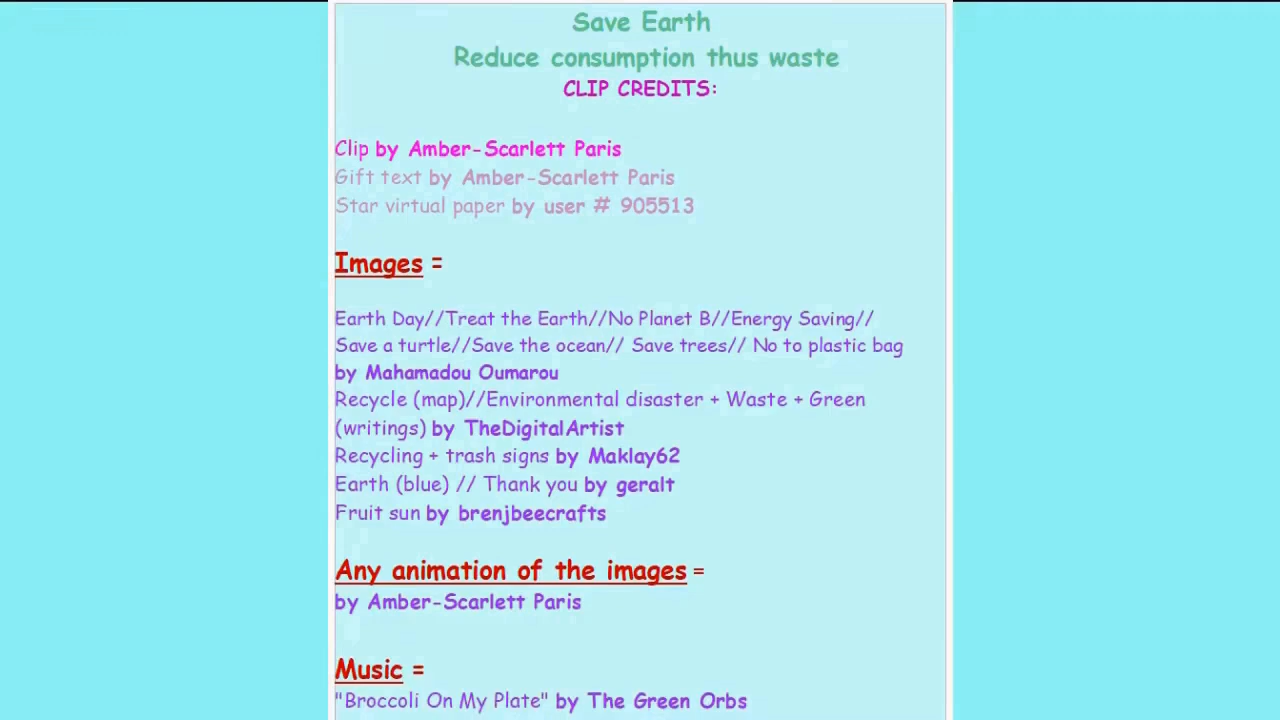 Save Earth
Reduce consumption thus waste
CLIP CREDITS:
Clip by Amber-Scarlett Paris
Gift text by Amber-Scarlett Paris
Star virtual paper by user # 905513
Images =
Earth Day//Treat the Earth//No Planet B//Energy Saving//
Save a turtle//Save the ocean// Save trees// No to plastic bag
by Mahamadou Oumarou
Recycle (map)//Environmental disaster + Waste + Green
(writings) by TheDigitalArtist
Recycling + trash signs by Maklay62
Earth (blue) // Thank you by geralt
Fruit sun by brenjbeecrafts
Any animation of the images =
by Amber-Scarlett Paris
Music =
"Broccoli On My Plate" by The Green Orbs